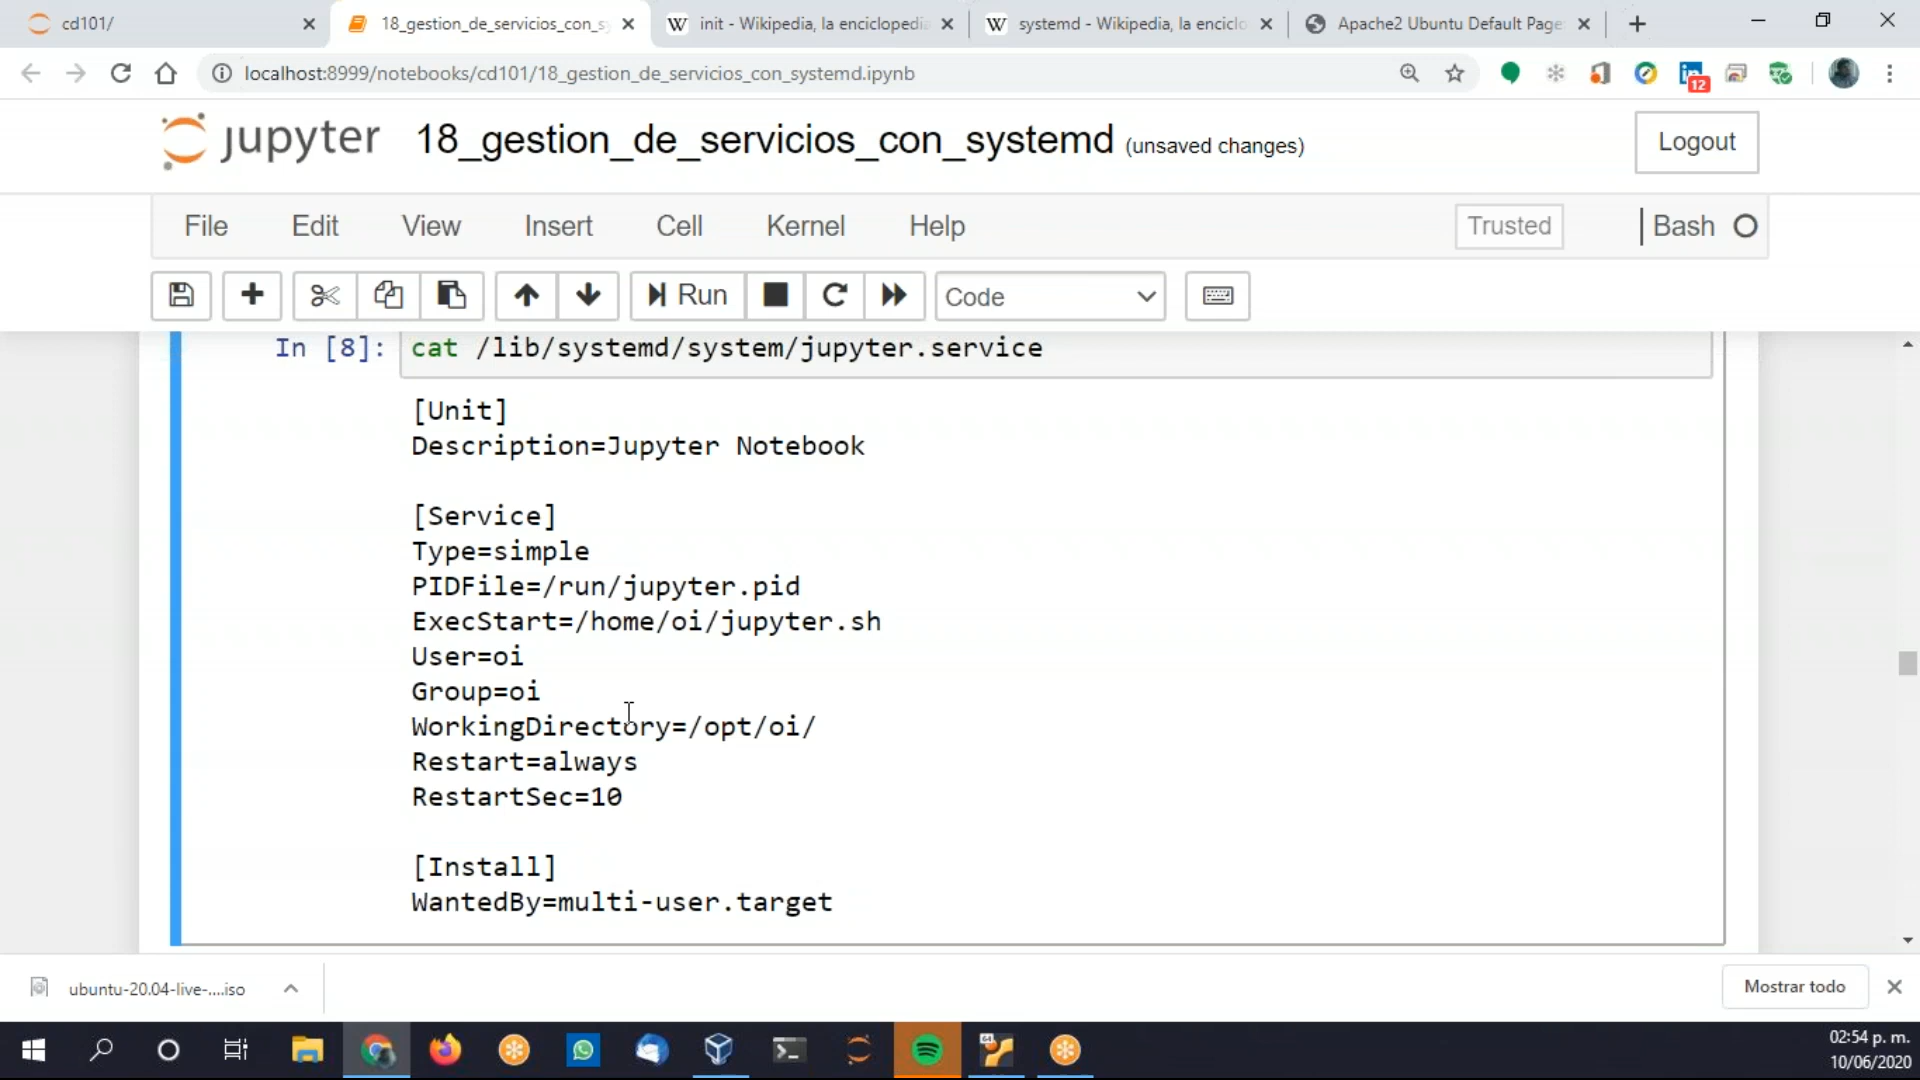 cd101/
18_gestion_de_servicios_con_s
init - Wikipedia, la enciclopedia
systemd - Wikipedia, la enciclo
Apache2 Ubuntu Default Page
localhost:8999/notebooks/cd101/18_gestion_de_servicios_con_systemd.ipynb
12
jupyter
18_gestion_de_servicios_con_systemd (unsaved changes)
Logout
File Edit View Insert Cell Kernel Help
Trusted
Bash
Run
Code
In [8]: cat /lib/systemd/system/jupyter.service
[Unit]
Description=Jupyter Notebook
[Service]
Type=simple
PIDFile=/run/jupyter.pid
ExecStart=/home/oi/jupyter.sh
User=oi
Group=oi
WorkingDirectory=/opt/oi/
Restart=always
RestartSec=10
[Install]
WantedBy=multi-user.target
ubuntu-20.04-live-....iso
Mostrar todo
02:54 p. m.
10/06/2020